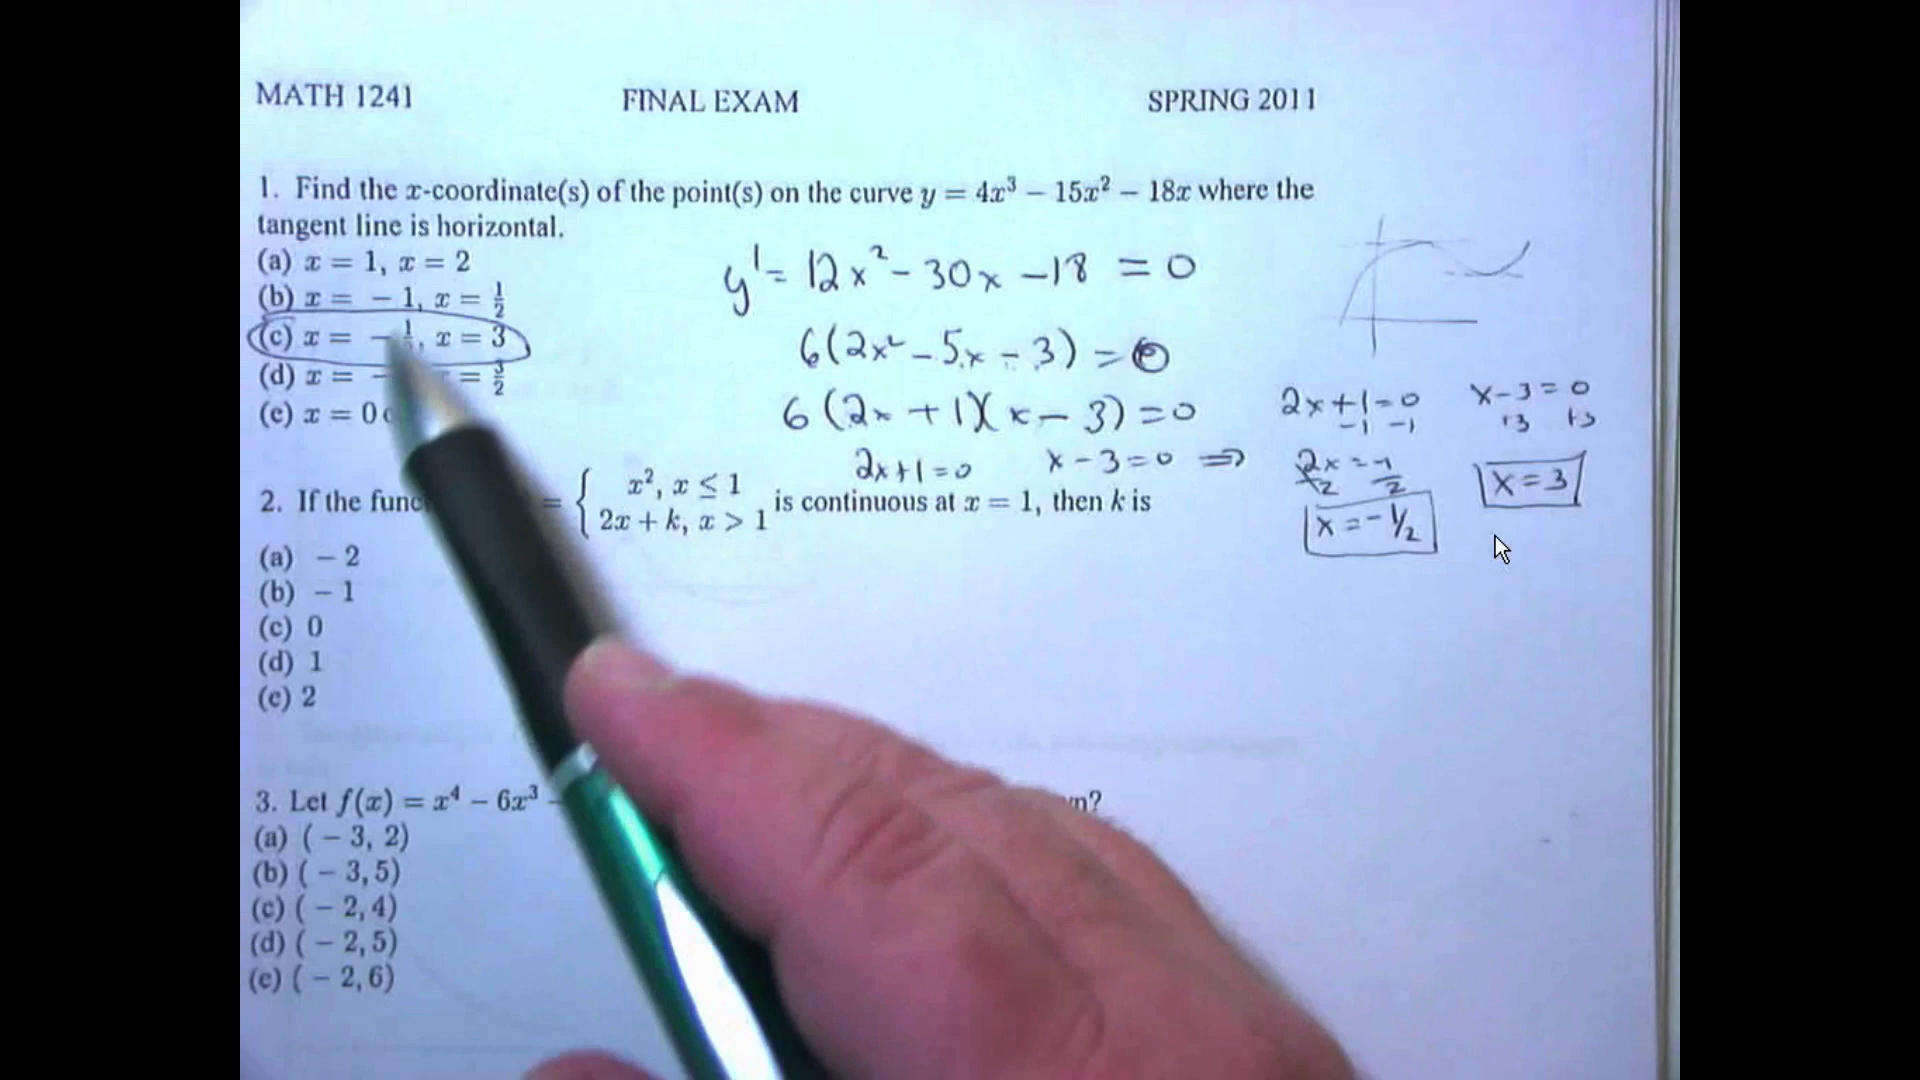 MATH 1241 FINAL EXAM SPRING 2011
1. Find the x-coordinate(s) of the point(s) on the curve y = 4x³ − 15x² − 18x where the
tangent line is horizontal.
(a) x = 1, x = 2
(b) x = − 1, x = 1/2
(c) x = − x = 3
(d) x = − = 3/2
(e) x = 0
y' = 12x² − 30x − 18 = 0
6(2x² − 5x − 3) = 0
6(2x + 1)(x − 3) = 0
2x+1=0 x−3=0 ⇒
2x+1=0
−1 −1
2x = −1
2 2
x = −1/2
x−3=0
+3 +3
x=3
2. If the = { x², x ≤ 1
2x + k, x > 1 is continuous at x = 1, then k is
(a) − 2
(b) − 1
(c) 0
(d) 1
(e) 2
3. Let f(x) = x⁴ − 6x³ −
(a) ( − 3, 2)
(b) ( − 3, 5)
(c) ( − 2, 4)
(d) ( − 2, 5)
(e) ( − 2, 6)